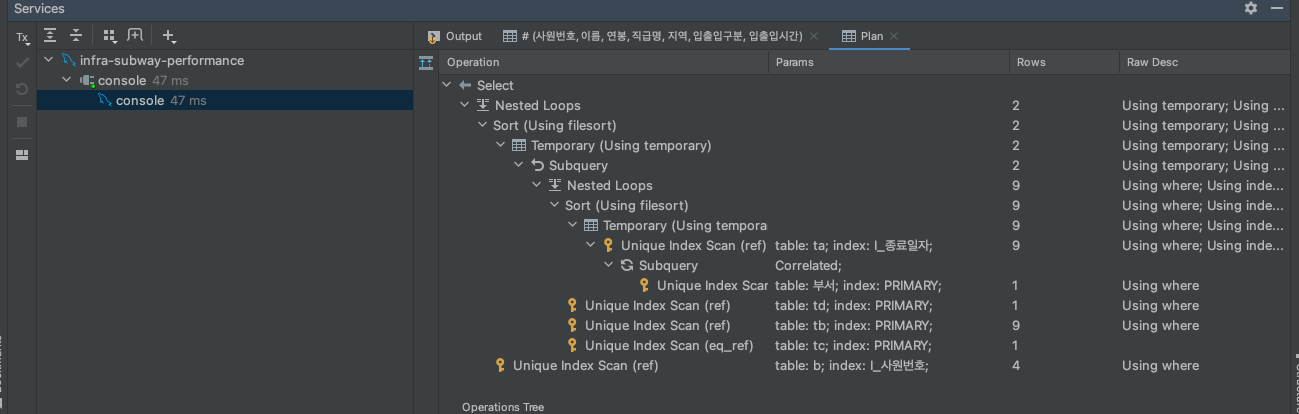 Services
Tx
Output
# (사원번호, 이름, 연봉, 직급명, 지역, 입출입구분, 입출입시간)
Plan
infra-subway-performance
console 47 ms
console 47 ms
Operation Params Rows Raw Desc
Select
Nested Loops 2 Using temporary; Using ...
Sort (Using filesort) 2 Using temporary; Using ...
Temporary (Using temporary) 2 Using temporary; Using ...
Subquery 2 Using temporary; Using ...
Nested Loops 9 Using where; Using inde...
Sort (Using filesort) 9 Using where; Using inde...
Temporary (Using tempora 9 Using where; Using inde...
Unique Index Scan (ref) table: ta; index: I_종료일자; 9 Using where; Using inde...
Subquery Correlated;
Unique Index Scan table: 부서; index: PRIMARY; 1 Using where
Unique Index Scan (ref) table: td; index: PRIMARY; 1 Using where
Unique Index Scan (ref) table: tb; index: PRIMARY; 9 Using where
Unique Index Scan (eq_ref) table: tc; index: PRIMARY; 1
Unique Index Scan (ref) table: b; index: I_사원번호; 4 Using where
Operations Tree